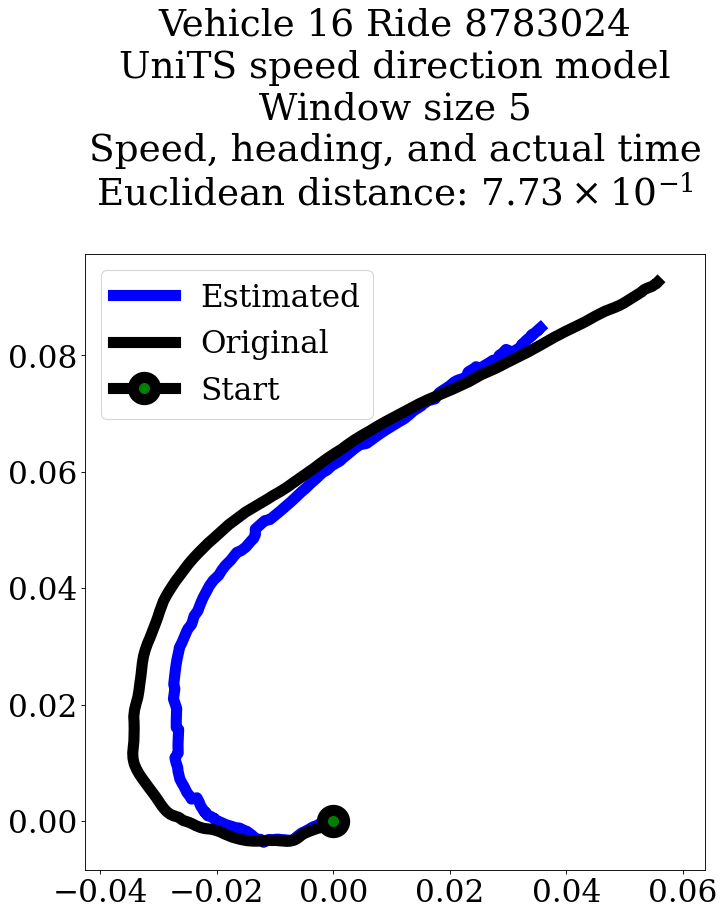 Vehicle 16 Ride 8783024
UniTS speed direction model
Window size 5
Speed, heading, and actual time
Euclidean distance: 7.73 × 10⁻¹
Estimated
Original
Start
0.08
0.06
0.04
0.02
0.00
−0.04 −0.02 0.00 0.02 0.04 0.06